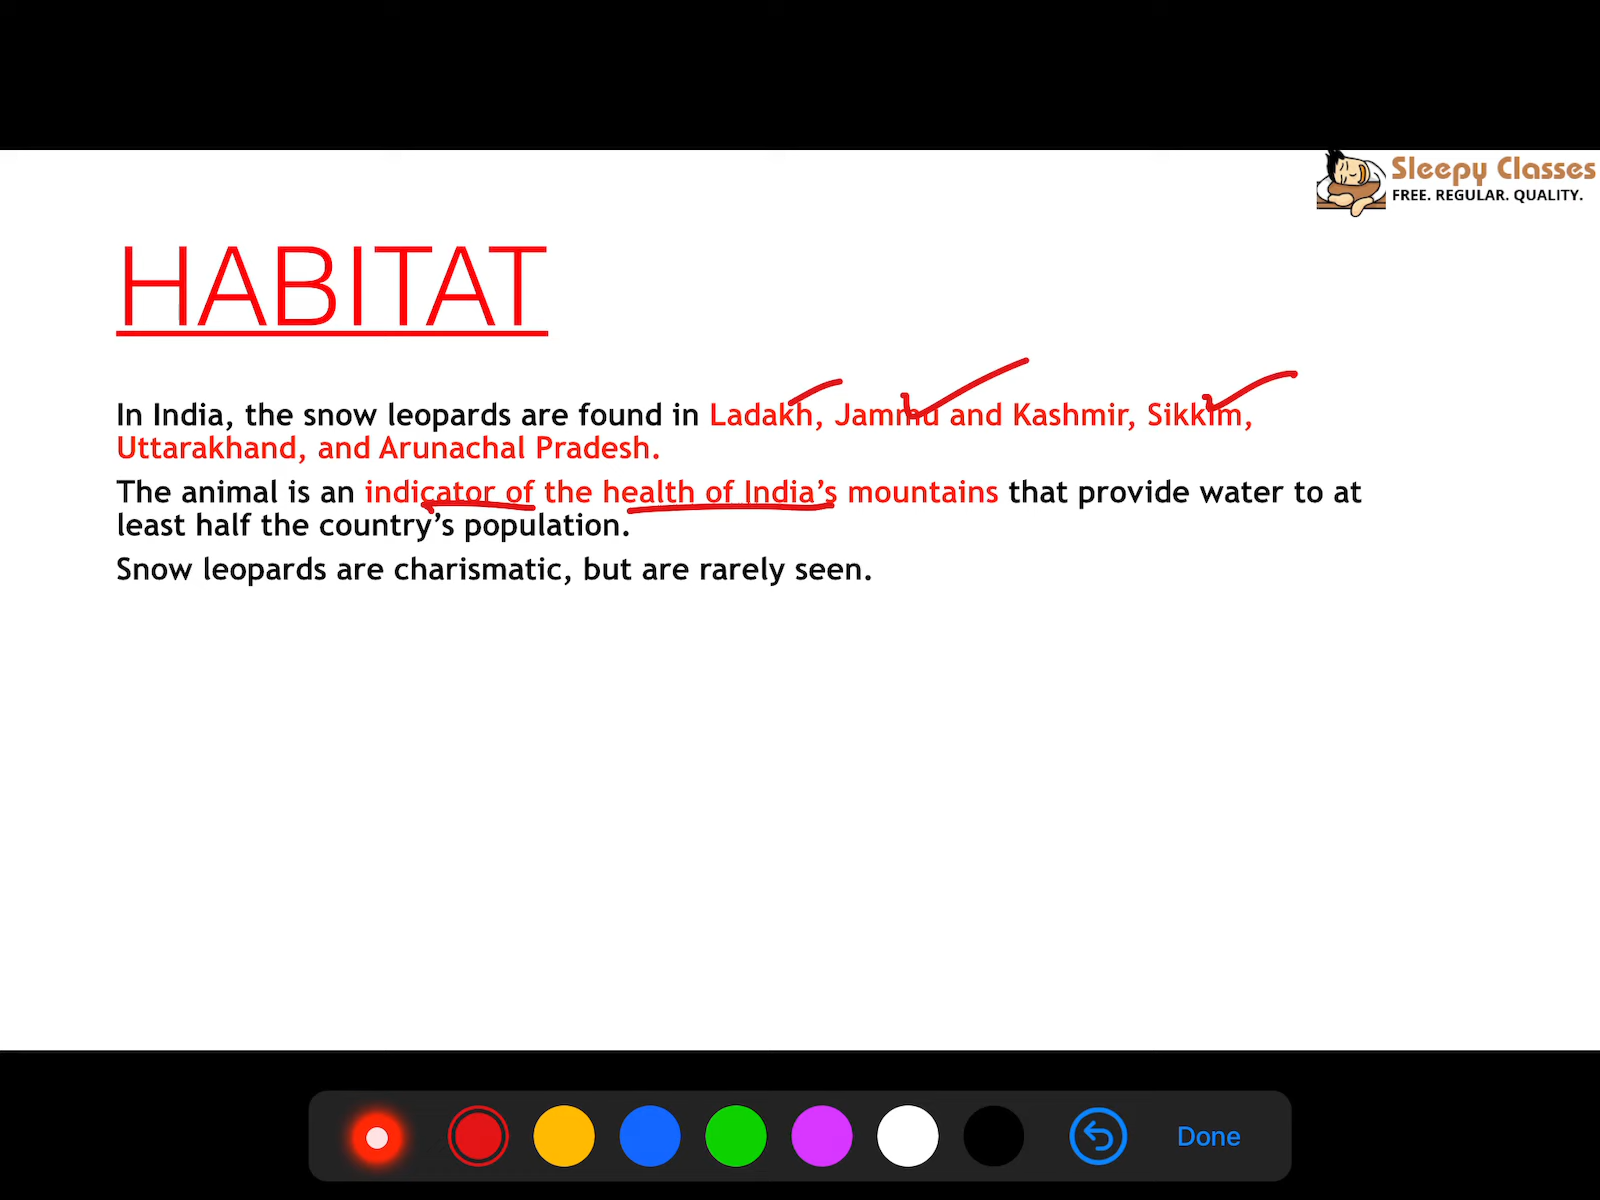 Sleepy Classes
FREE. REGULAR. QUALITY.
HABITAT
In India, the snow leopards are found in Ladakh, Jammu and Kashmir, Sikkim,
Uttarakhand, and Arunachal Pradesh.
The animal is an indicator of the health of India’s mountains that provide water to at
least half the country’s population.
Snow leopards are charismatic, but are rarely seen.
Done